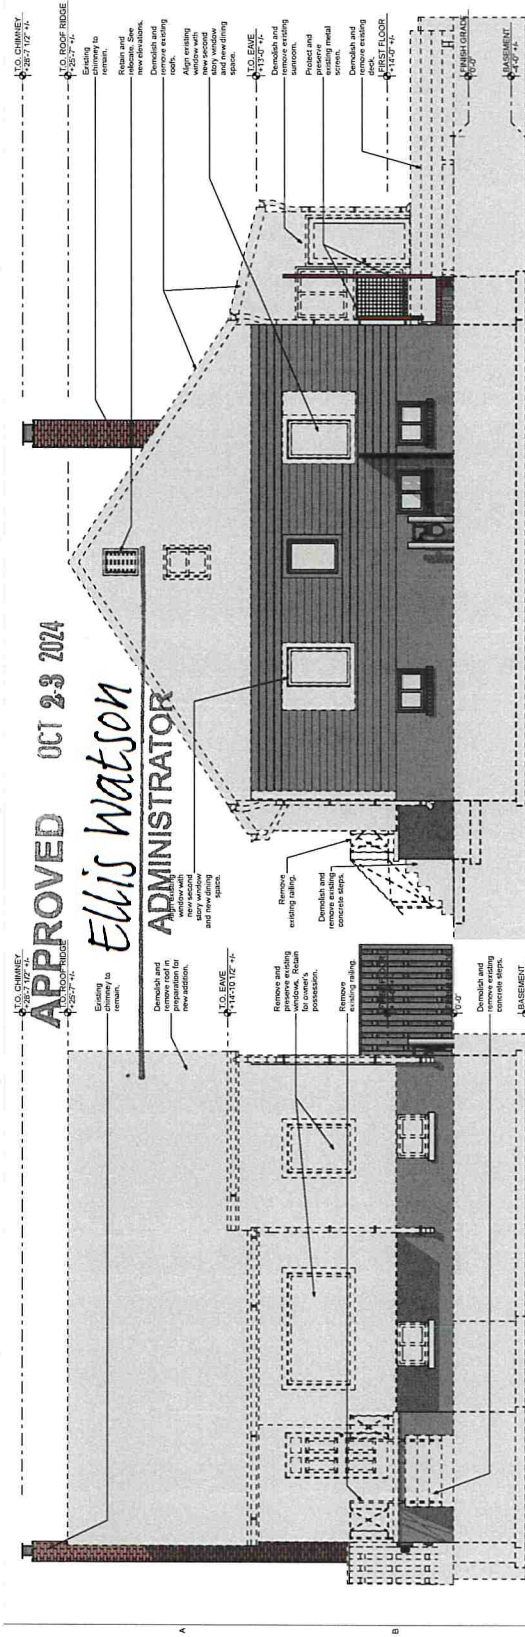 APPROVED OCT 23 2024
Ellis Watson
ADMINISTRATOR
T.O. CHIMNEY
+26'-7 1/2" +/-
T.O. ROOF RIDGE
+25'-7" +/-
Existing
chimney to
remain.
Demolish and
remove roof in
preparation for
new addition.
T.O. EAVE
+14'-10 1/2" +/-
Remove and
preserve existing
windows. Retain
for owner's
possession.
Remove
existing railing.
0'-0"
Demolish and
remove existing
concrete steps.
BASEMENT
existing
window with
new second
story window
and new dining
space.
Remove
existing railing.
Demolish and
remove existing
concrete steps.
T.O. CHIMNEY
+26'-7 1/2" +/-
T.O. ROOF RIDGE
+25'-7" +/-
Existing
chimney to
remain.
Retain and
relocate. See
new elevations.
Demolish and
remove existing
roofs.
Align existing
window with
new second
story window
and new dining
space.
T.O. EAVE
+13'-0" +/-
Demolish and
remove existing
sunroom.
Protect and
preserve
existing metal
screen.
Demolish and
remove existing
deck.
FIRST FLOOR
+14'-0" +/-
FINISH GRADE
0'-0"
BASEMENT
-4'-0" +/-
A
B